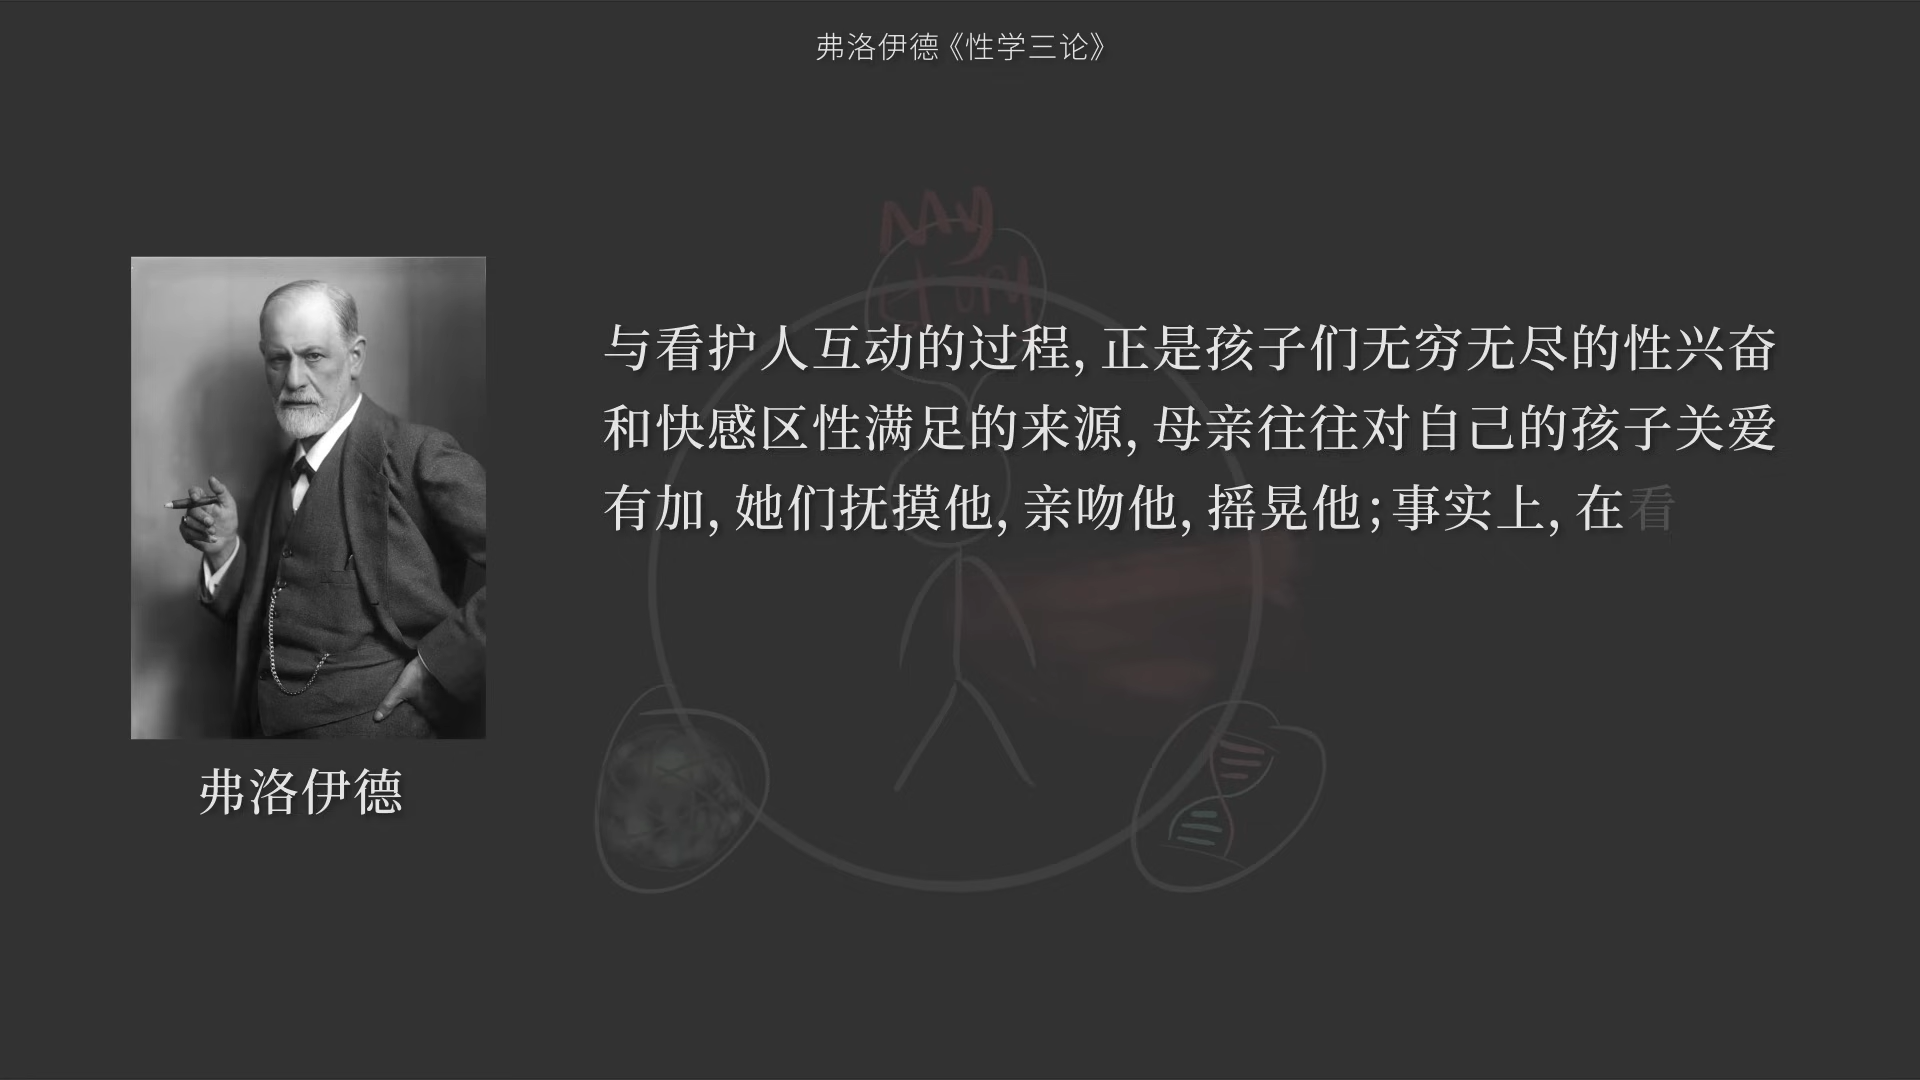 弗洛伊德《性学三论》
My
turn
与看护人互动的过程, 正是孩子们无穷无尽的性兴奋
和快感区性满足的来源, 母亲往往对自己的孩子关爱
有加, 她们抚摸他, 亲吻他, 摇晃他; 事实上, 在看
弗洛伊德